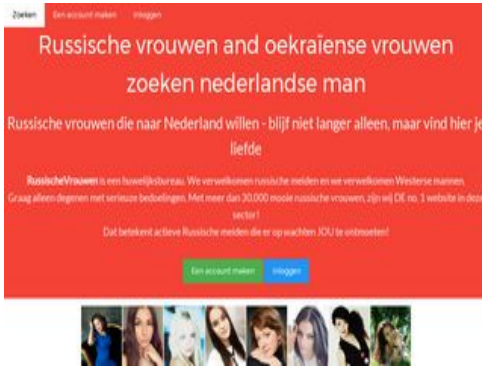 Zoeken Een account maken Inloggen
Russische vrouwen and oekraïense vrouwen
zoeken nederlandse man
Russische vrouwen die naar Nederland willen - blijf niet langer alleen, maar vind hier je
liefde
RusscheVrouwen is een huwelijksbureau. We verwelkomen russische meiden en we verwelkomen Westerse mannen.
Graag alleen degenen met serieuze bedoelingen. Met meer dan 30.000 mooie russische vrouwen, zijn wij DE no. 1 website in deze
sector!
Dat betekent actieve Russische meiden die er op wachten JOU te ontmoeten!
Een account maken Inloggen